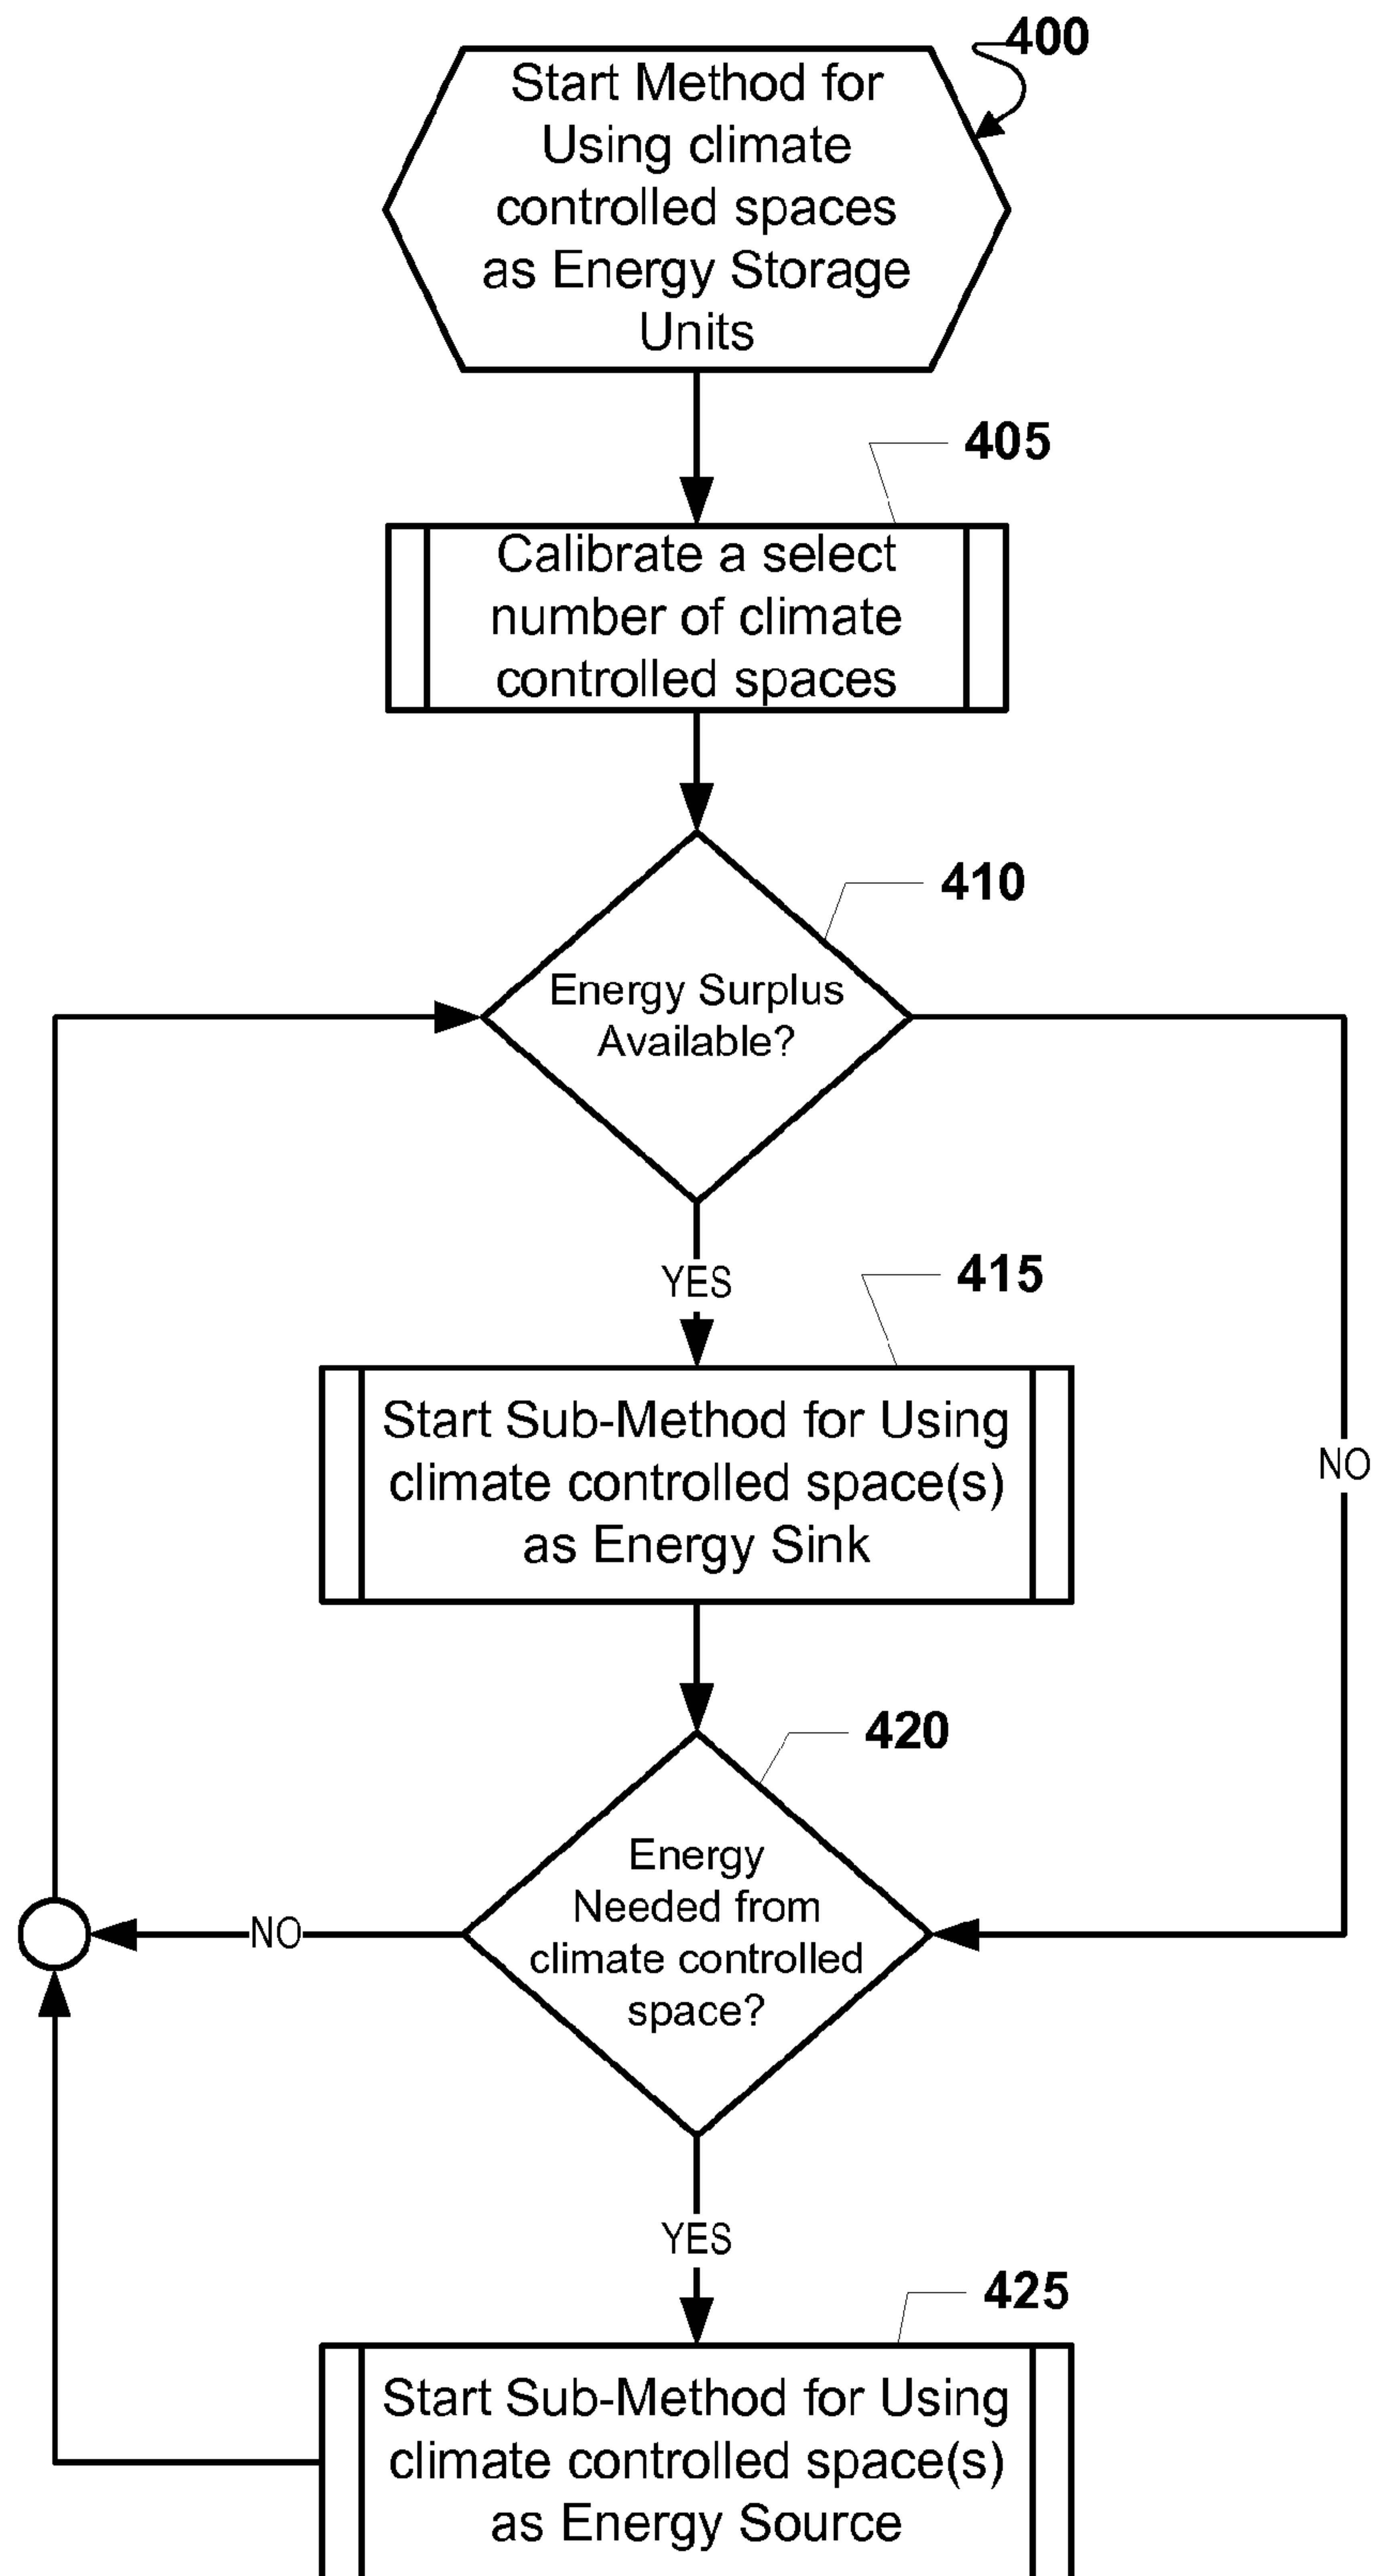 400
Start Method for
Using climate
controlled spaces
as Energy Storage
Units
405
Calibrate a select
number of climate
controlled spaces
410
Energy Surplus
Available?
YES
415
Start Sub-Method for Using
climate controlled space(s)
as Energy Sink
NO
420
Energy
Needed from
climate controlled
space?
NO
YES
425
Start Sub-Method for Using
climate controlled space(s)
as Energy Source